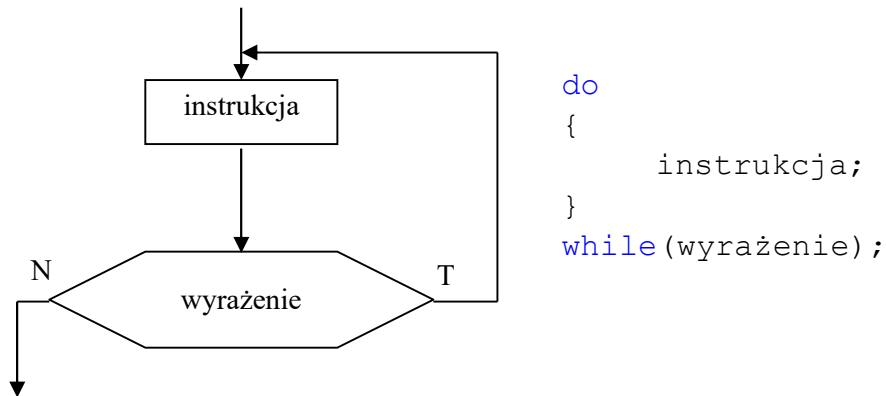 instrukcja
N
wyrażenie
T
do
{
instrukcja;
}
while(wyrażenie);